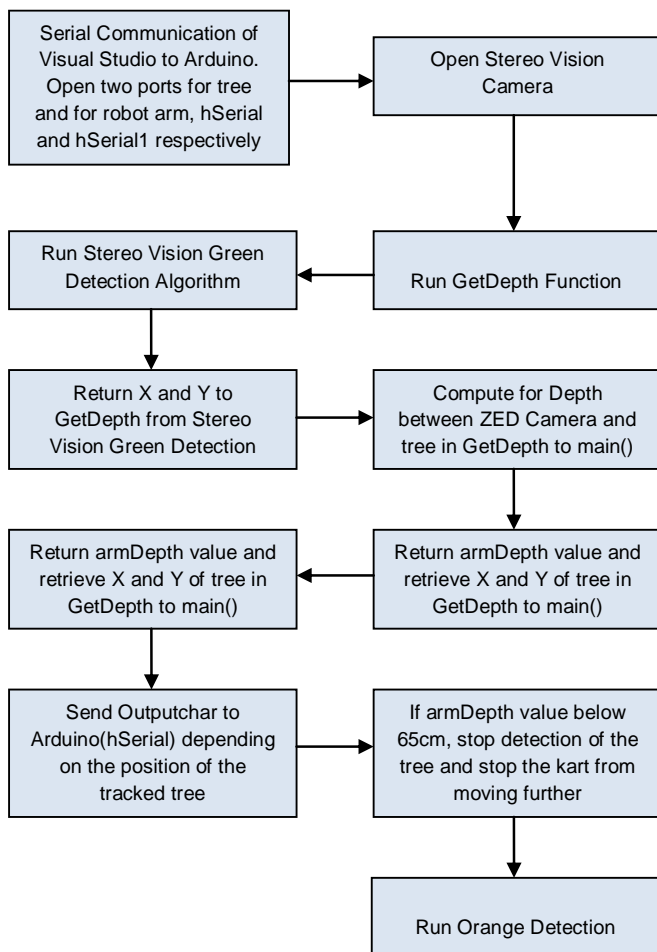 Serial Communication of
Visual Studio to Arduino.
Open two ports for tree
and for robot arm, hSerial
and hSerial1 respectively
Open Stereo Vision
Camera
Run GetDepth Function
Run Stereo Vision Green
Detection Algorithm
Return X and Y to
GetDepth from Stereo
Vision Green Detection
Compute for Depth
between ZED Camera and
tree in GetDepth to main()
Return armDepth value and
retrieve X and Y of tree in
GetDepth to main()
Return armDepth value and
retrieve X and Y of tree in
GetDepth to main()
Send Outputchar to
Arduino(hSerial) depending
on the position of the
tracked tree
If armDepth value below
65cm, stop detection of the
tree and stop the kart from
moving further
Run Orange Detection